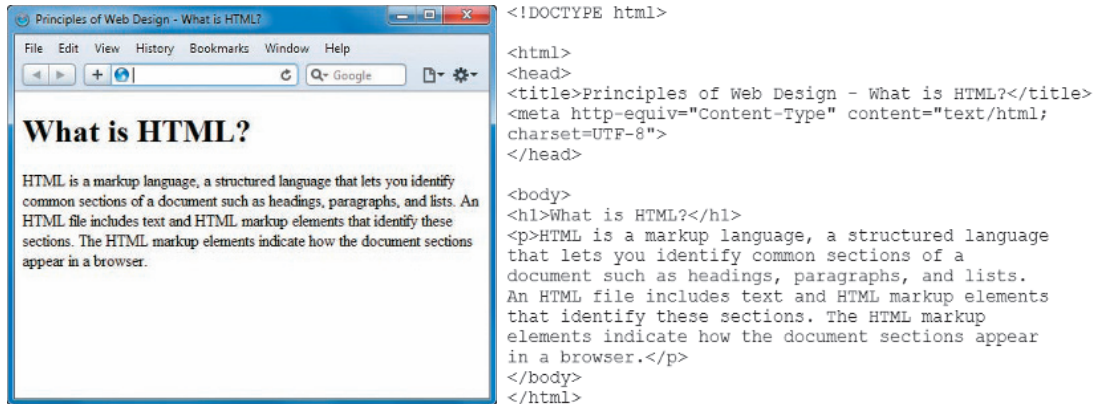 Principles of Web Design - What is HTML?
File Edit View History Bookmarks Window Help
Google
What is HTML?
HTML is a markup language, a structured language that lets you identify
common sections of a document such as headings, paragraphs, and lists. An
HTML file includes text and HTML markup elements that identify these
sections. The HTML markup elements indicate how the document sections
appear in a browser.
<!DOCTYPE html>
<html>
<head>
<title>Principles of Web Design - What is HTML?</title>
<meta http-equiv="Content-Type" content="text/html;
charset=UTF-8">
</head>
<body>
<h1>What is HTML?</h1>
<p>HTML is a markup language, a structured language
that lets you identify common sections of a
document such as headings, paragraphs, and lists.
An HTML file includes text and HTML markup elements
that identify these sections. The HTML markup
elements indicate how the document sections appear
in a browser.</p>
</body>
</html>